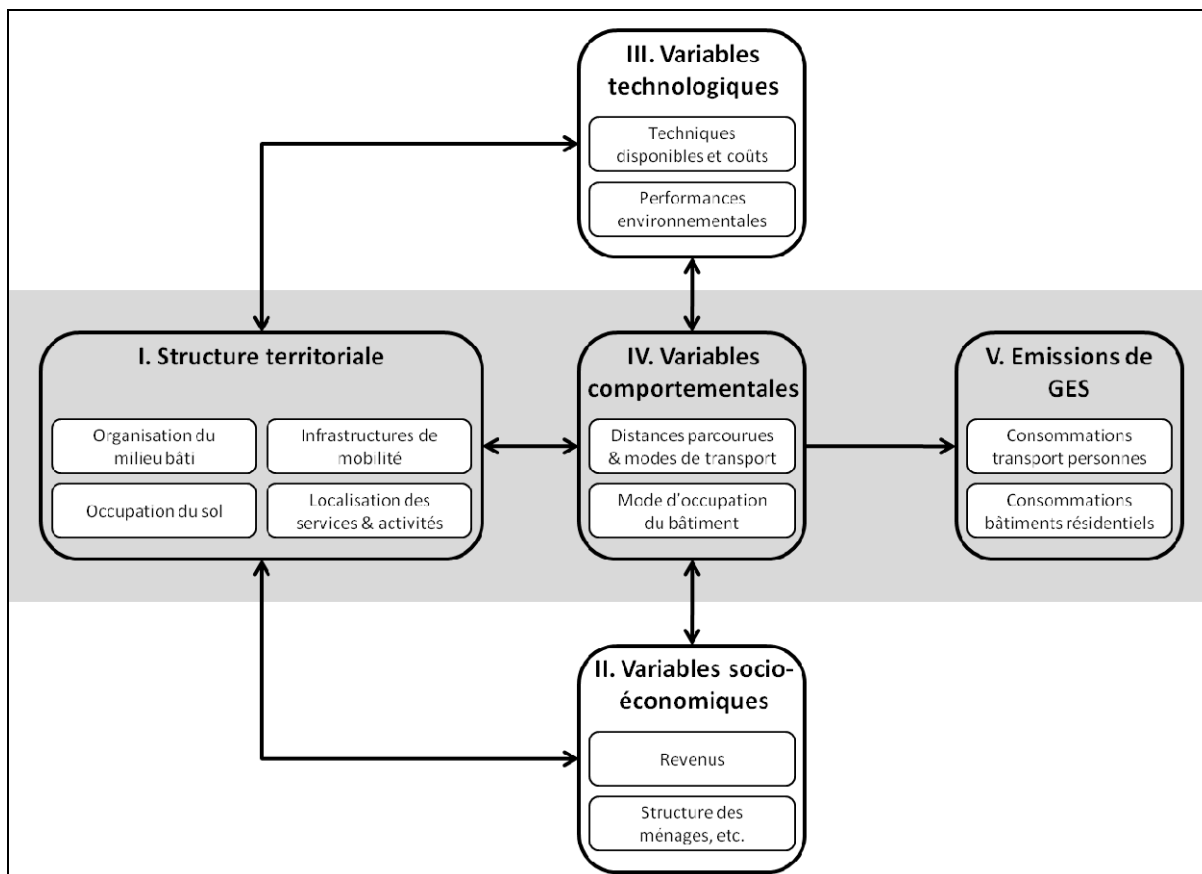 III. Variables
technologiques
Techniques
disponibles et coûts
Performances
environnementales
I. Structure territoriale
Organisation du
milieu bâti
Infrastructures de
mobilité
Occupation du sol
Localisation des
services & activités
IV. Variables
comportementales
Distances parcourues
& modes de transport
Mode d'occupation
du bâtiment
V. Emissions de
GES
Consommations
transport personnes
Consommations
bâtiments résidentiels
II. Variables socio-
économiques
Revenus
Structure des
ménages, etc.